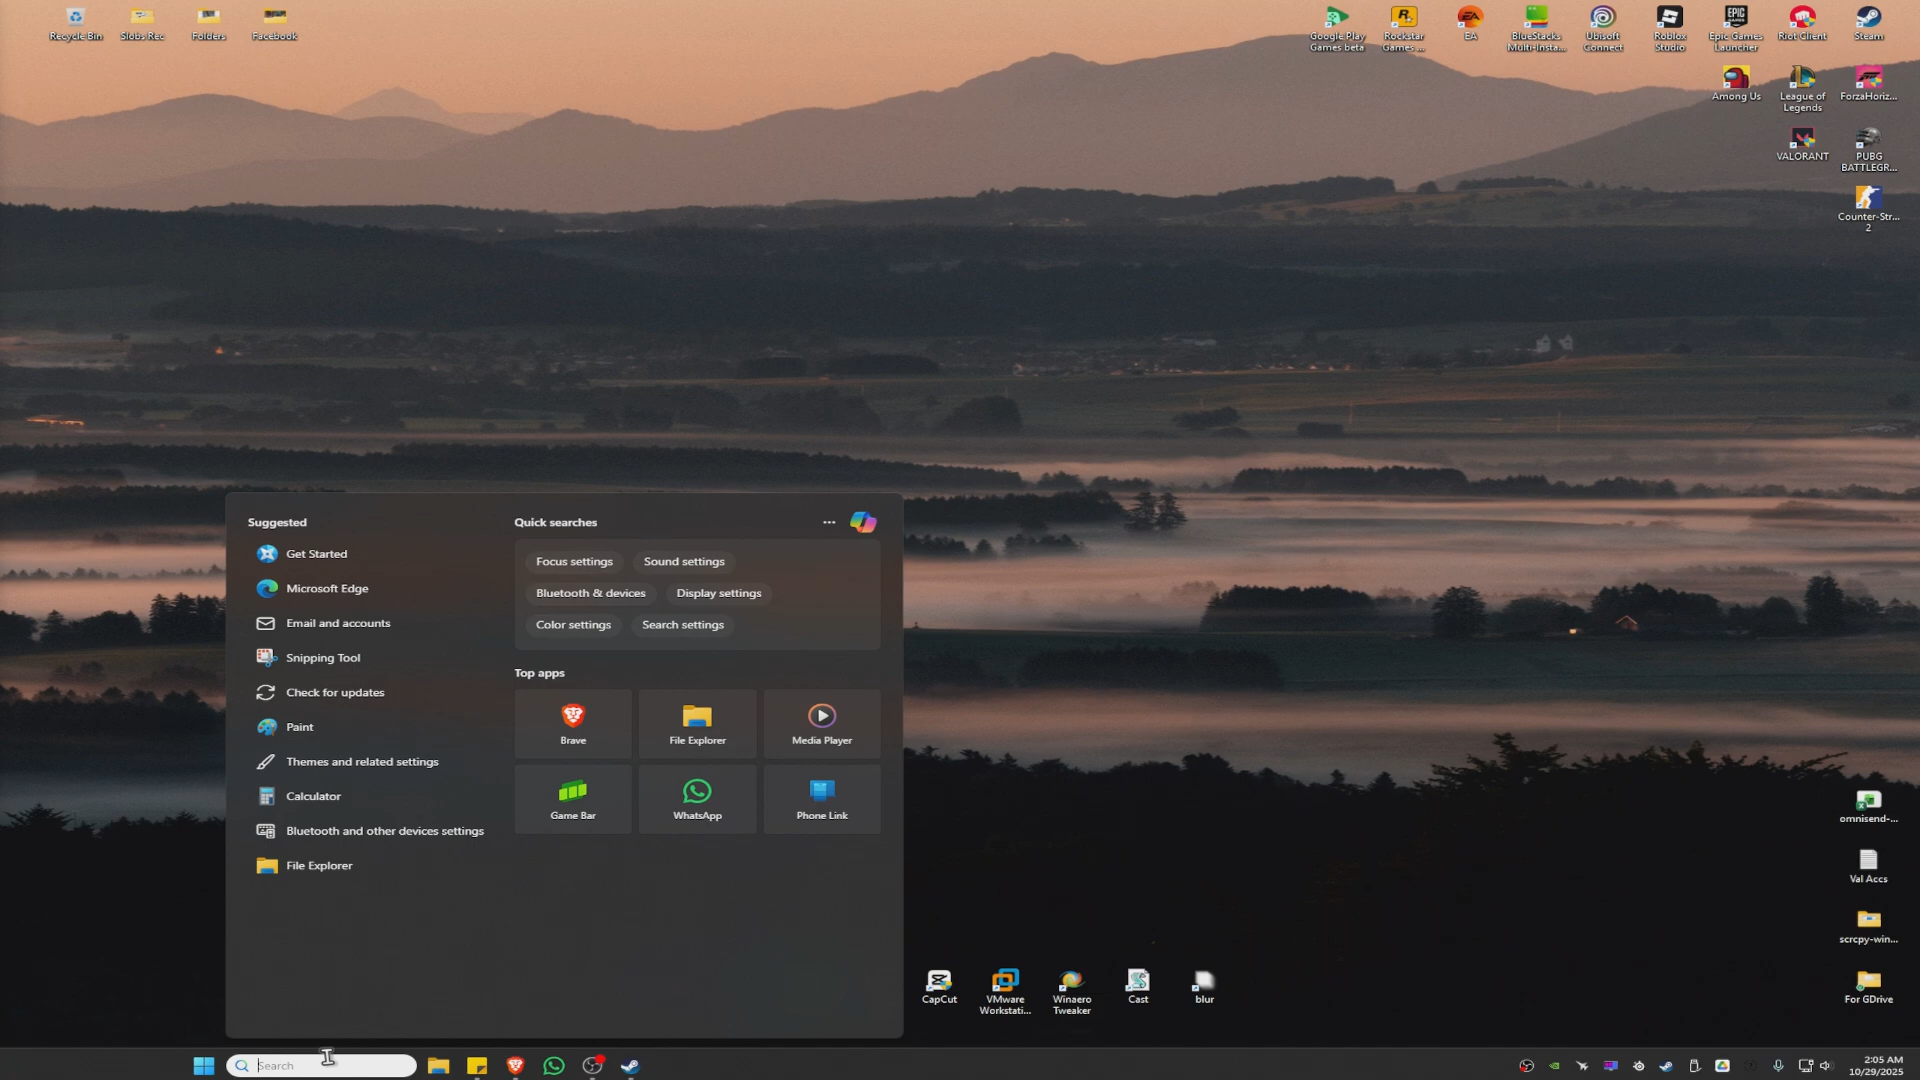 Recycle Bin
Slobs Rec
Folders
Facebook
Google Play
Games beta
Rockstar
Games ...
EA
BlueStacks
Multi-Insta...
Ubisoft
Connect
Roblox
Studio
Epic Games
Launcher
Riot Client
Steam
Among Us
League of
Legends
ForzaHoriz...
VALORANT
PUBG
BATTLEGR...
Counter-Str...
2
Suggested
Get Started
Microsoft Edge
Email and accounts
Snipping Tool
Check for updates
Paint
Themes and related settings
Calculator
Bluetooth and other devices settings
File Explorer
Quick searches
Focus settings
Sound settings
Bluetooth & devices
Display settings
Color settings
Search settings
Top apps
Brave
File Explorer
Media Player
Game Bar
WhatsApp
Phone Link
omnisend-...
Val Accs
scrcpy-win...
For GDrive
CapCut
VMware
Workstati...
Winaero
Tweaker
Cast
blur
Search
2:05 AM
10/29/2025